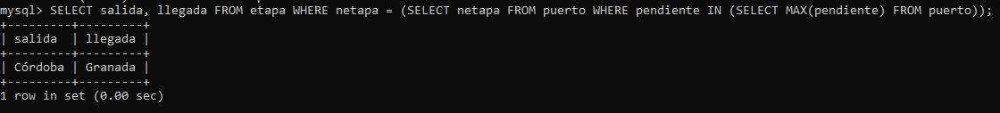 mysql> SELECT salida, llegada FROM etapa WHERE netapa = (SELECT netapa FROM puerto WHERE pendiente IN (SELECT MAX(pendiente) FROM puerto));
+---------+---------+
| salida  | llegada |
+---------+---------+
| Córdoba | Granada |
+---------+---------+
1 row in set (0.00 sec)